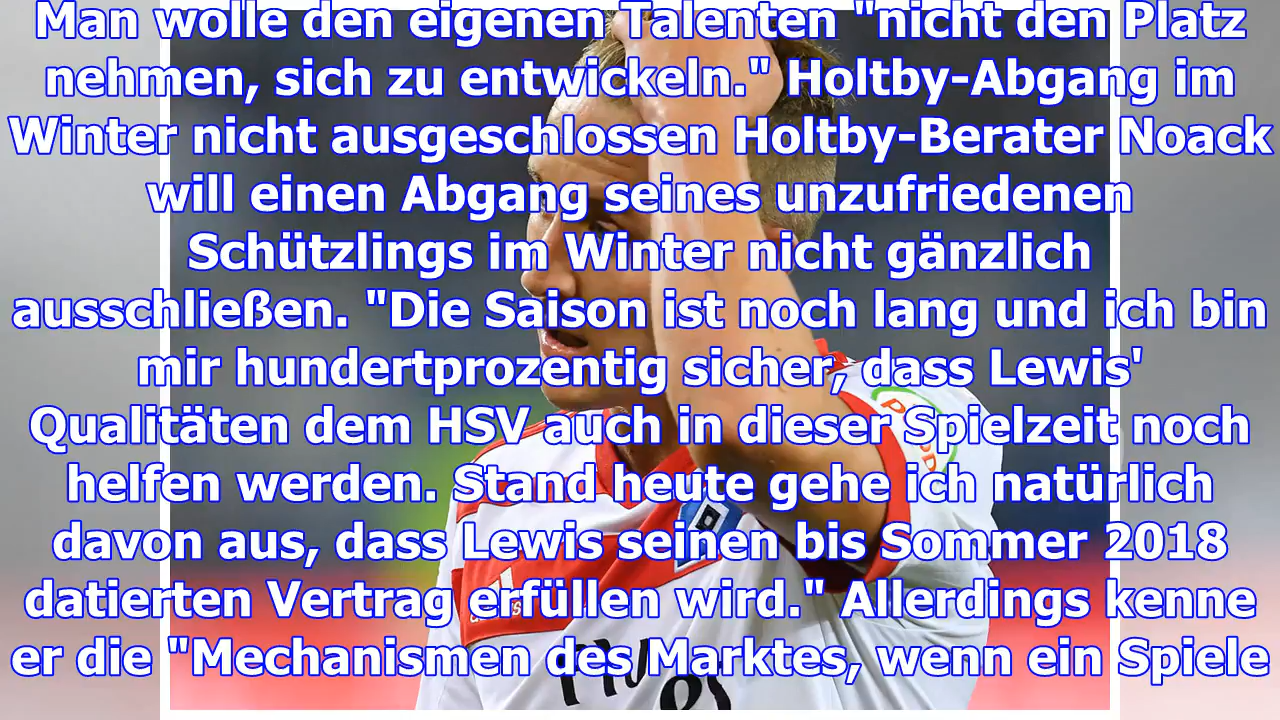 Man wolle den eigenen Talenten "nicht den Platz
nehmen, sich zu entwickeln." Holtby-Abgang im
Winter nicht ausgeschlossen Holtby-Berater Noack
will einen Abgang seines unzufriedenen
Schützlings im Winter nicht gänzlich
ausschließen. "Die Saison ist noch lang und ich bin
mir hundertprozentig sicher, dass Lewis'
Qualitäten dem HSV auch in dieser Spielzeit noch
helfen werden. Stand heute gehe ich natürlich
davon aus, dass Lewis seinen bis Sommer 2018
datierten Vertrag erfüllen wird." Allerdings kenne
er die "Mechanismen des Marktes, wenn ein Spiele